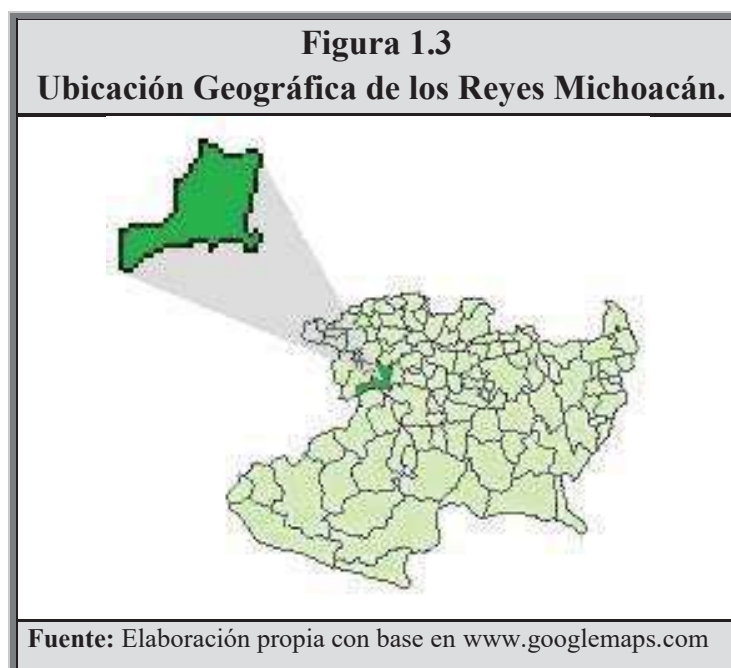 Figura 1.3
Ubicación Geográfica de los Reyes Michoacán.
Fuente: Elaboración propia con base en www.googlemaps.com